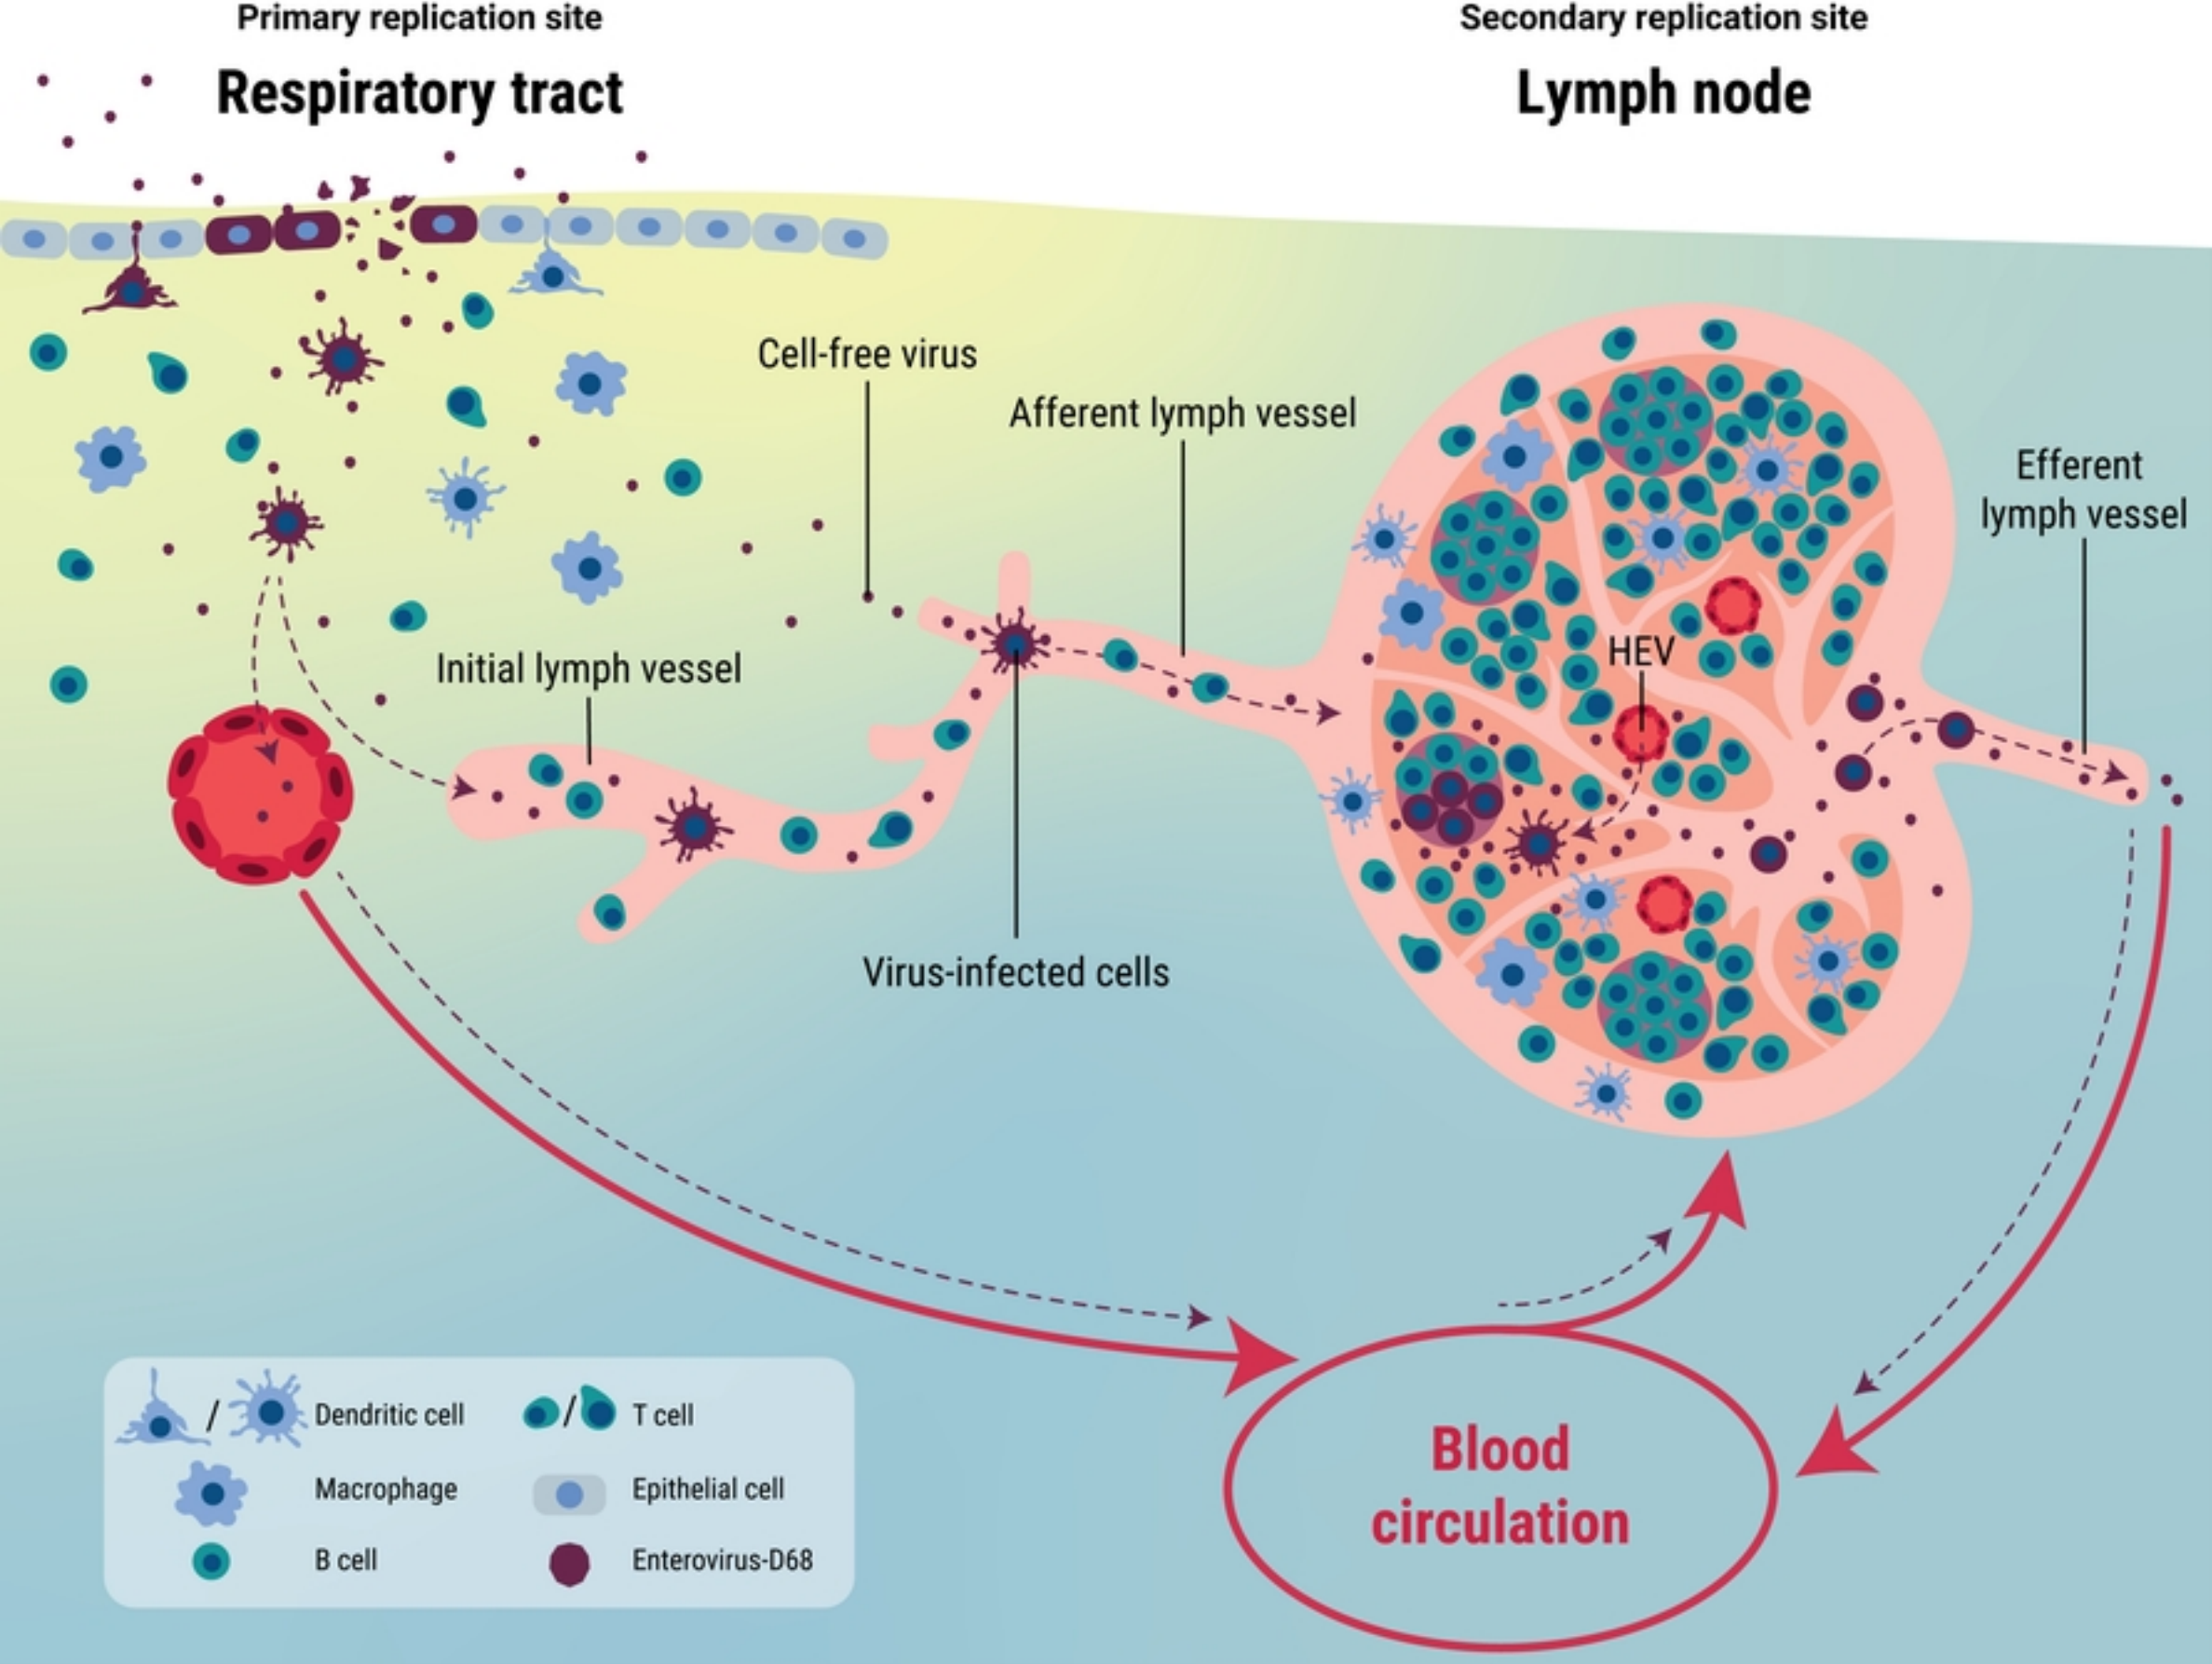 Primary replication site
Respiratory tract
Secondary replication site
Lymph node
Cell-free virus
Afferent lymph vessel
Efferent
lymph vessel
HEV
Initial lymph vessel
Virus-infected cells
Blood
circulation
/ Dendritic cell
/ T cell
Macrophage
Epithelial cell
B cell
Enterovirus-D68